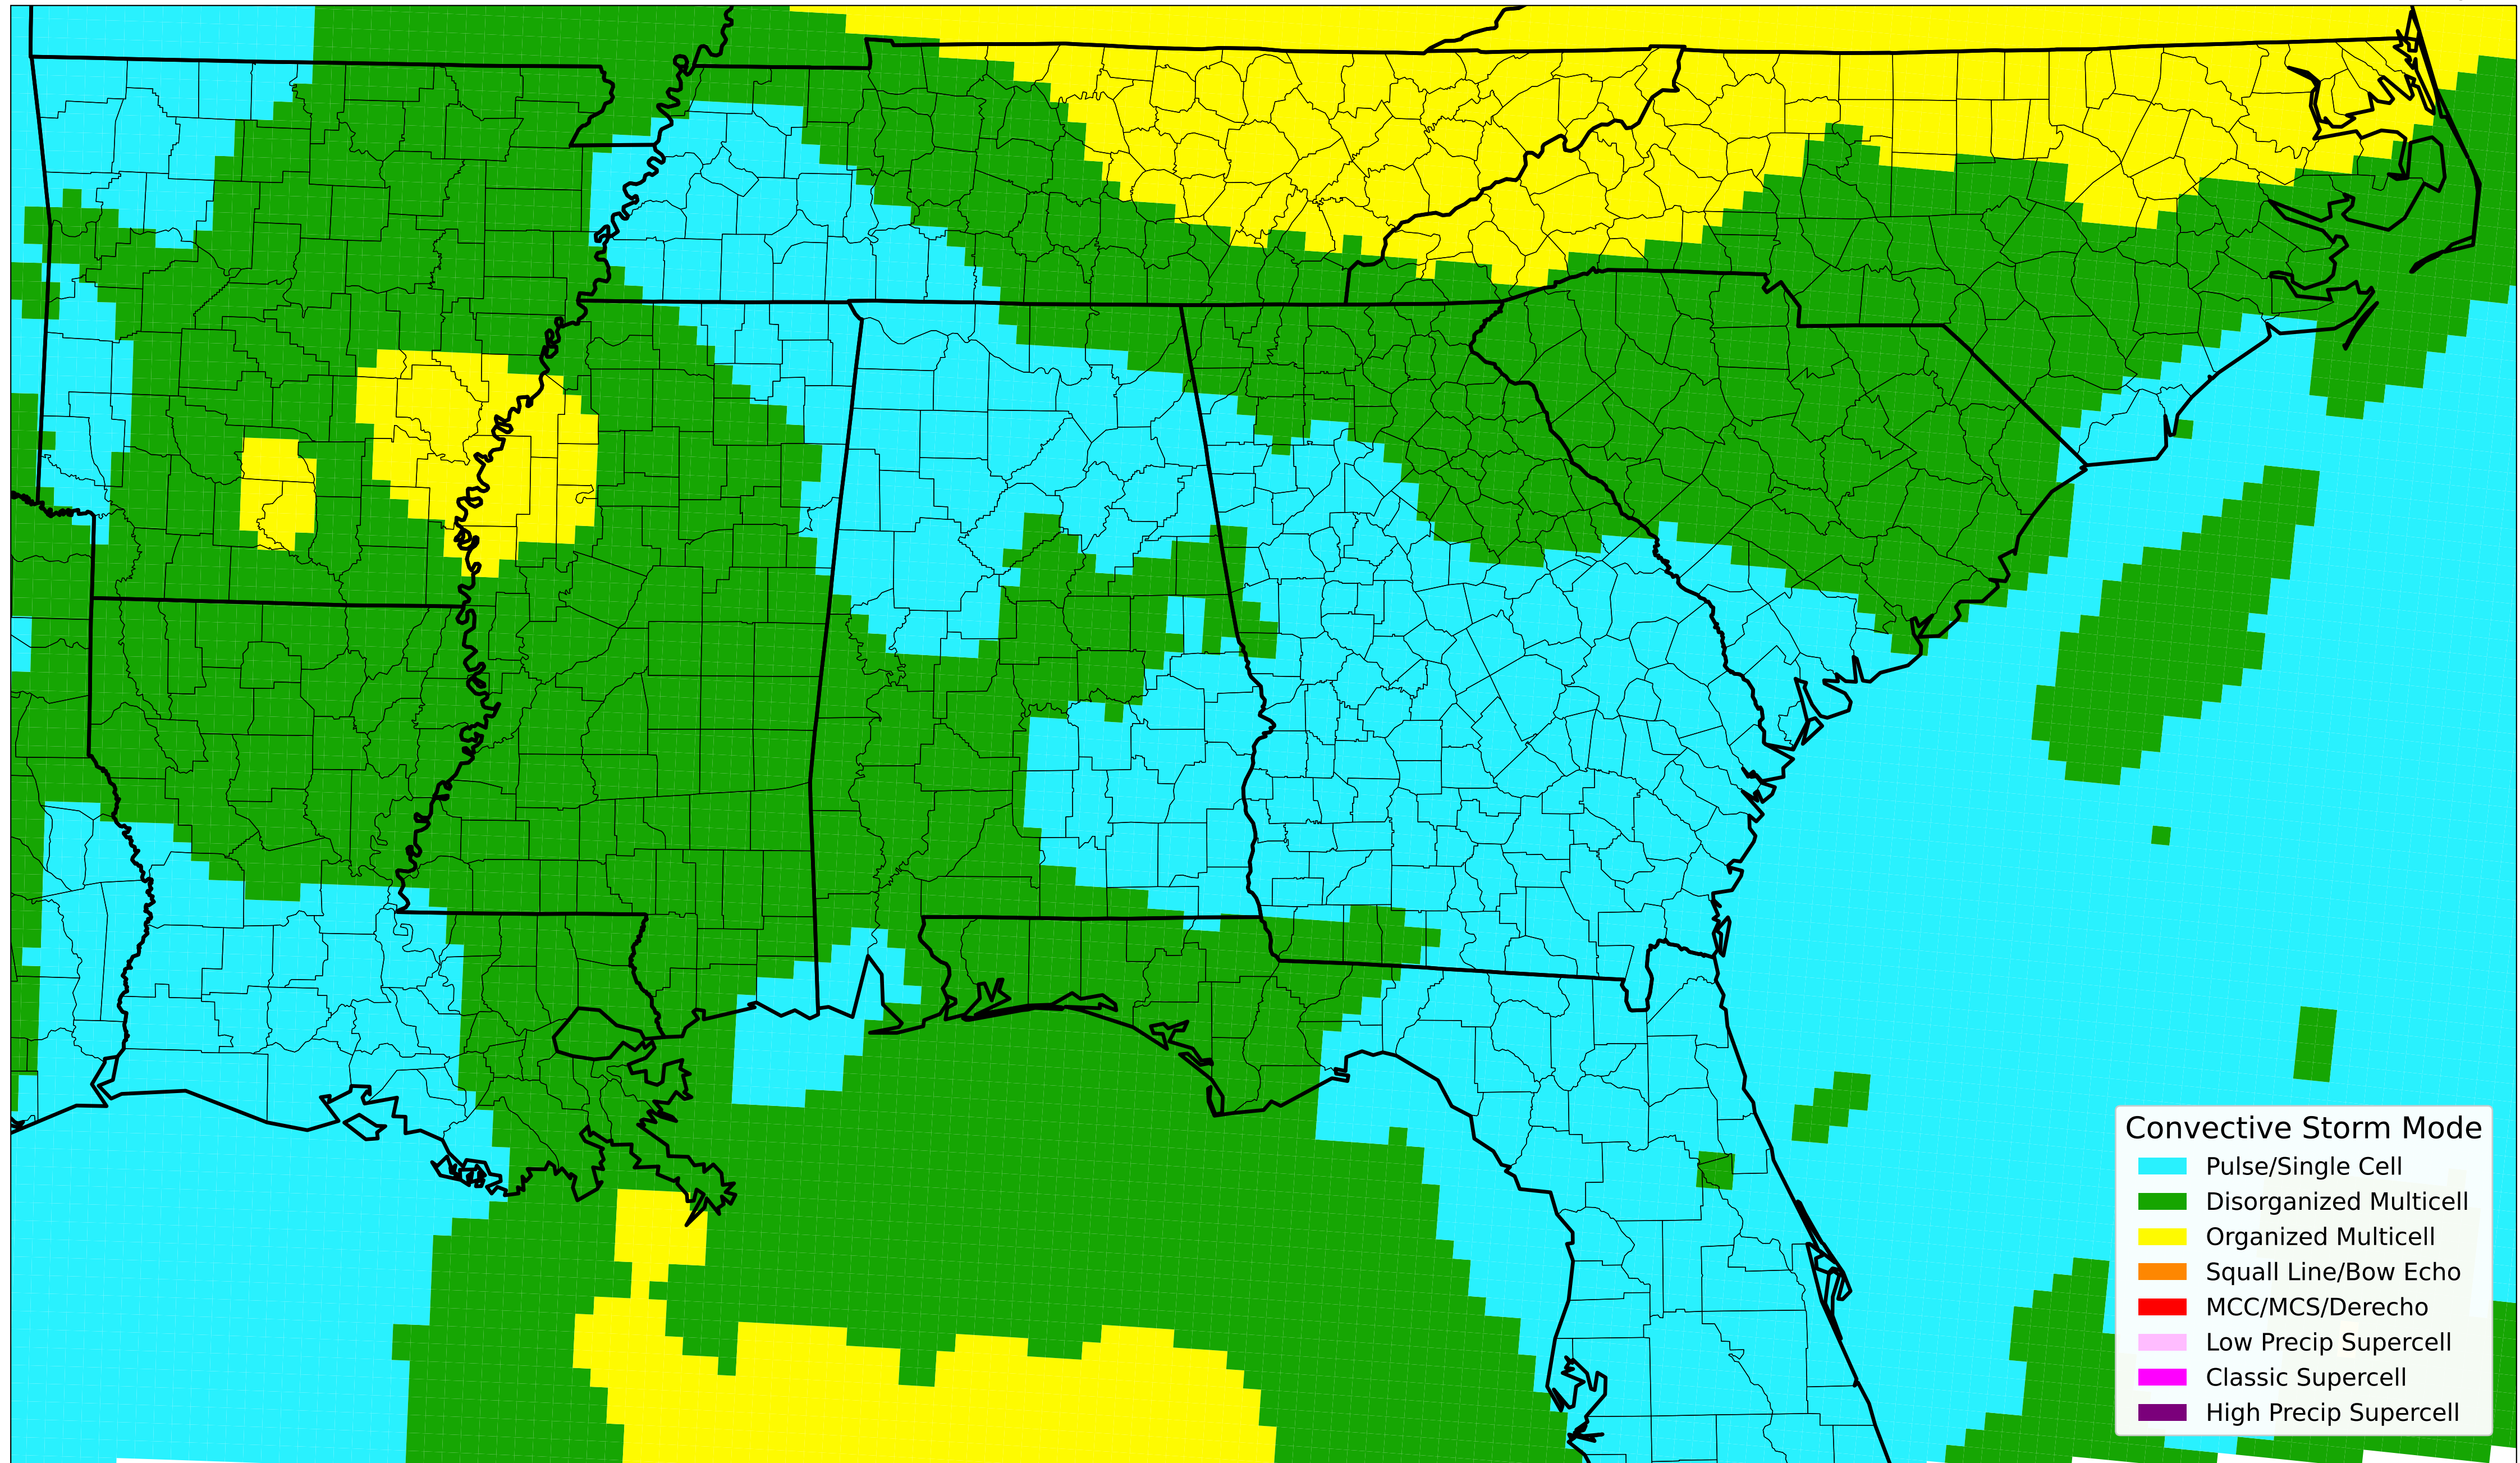 Convective Storm Mode
Pulse/Single Cell
Disorganized Multicell
Organized Multicell
Squall Line/Bow Echo
MCC/MCS/Derecho
Low Precip Supercell
Classic Supercell
High Precip Supercell